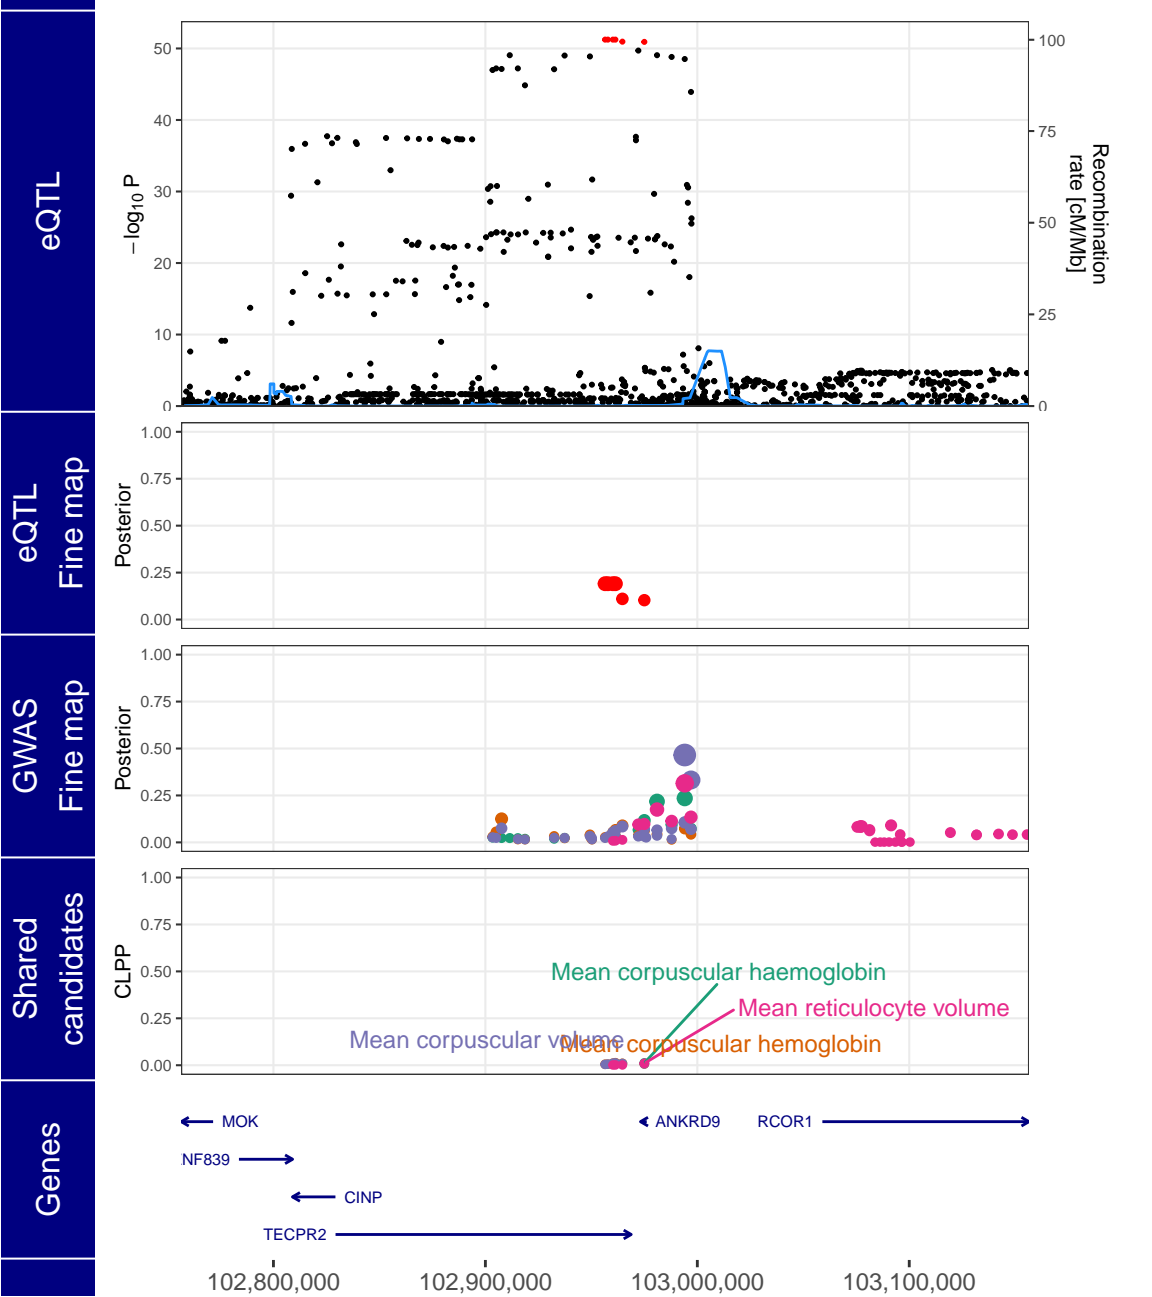 eQTL
−log10 P
50
40
30
20
10
0
100
75
50
25
0
Recombination
rate [cM/Mb]
eQTL
Fine map
Posterior
1.00
0.75
0.50
0.25
0.00
GWAS
Fine map
Posterior
1.00
0.75
0.50
0.25
0.00
Shared
candidates
CLPP
1.00
0.75
0.50
0.25
0.00
Mean corpuscular haemoglobin
Mean reticulocyte volume
Mean corpuscular volume
Mean corpuscular hemoglobin
Genes
MOK
ANKRD9
RCOR1
NF839
CINP
TECPR2
102,800,000
102,900,000
103,000,000
103,100,000